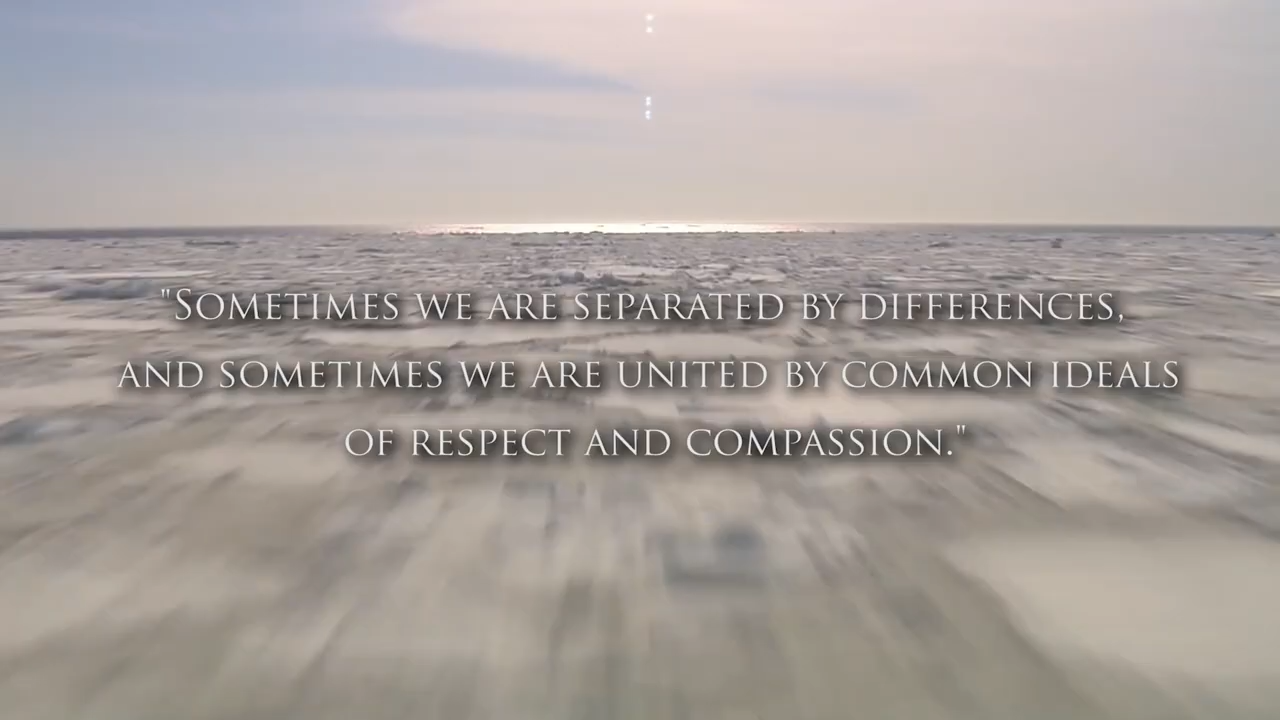 "Sometimes we are separated by differences,
and sometimes we are united by common ideals
of respect and compassion."